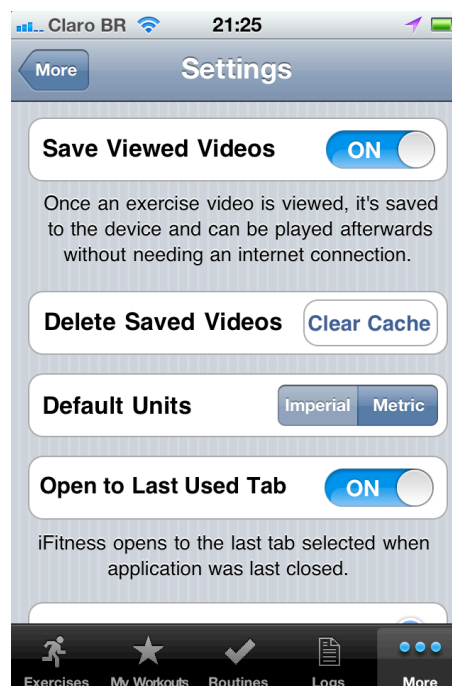 Claro BR 21:25
More Settings
Save Viewed Videos ON
Once an exercise video is viewed, it's saved
to the device and can be played afterwards
without needing an internet connection.
Delete Saved Videos Clear Cache
Default Units Imperial Metric
Open to Last Used Tab ON
iFitness opens to the last tab selected when
application was last closed.
Exercises My Workouts Routines Logs More